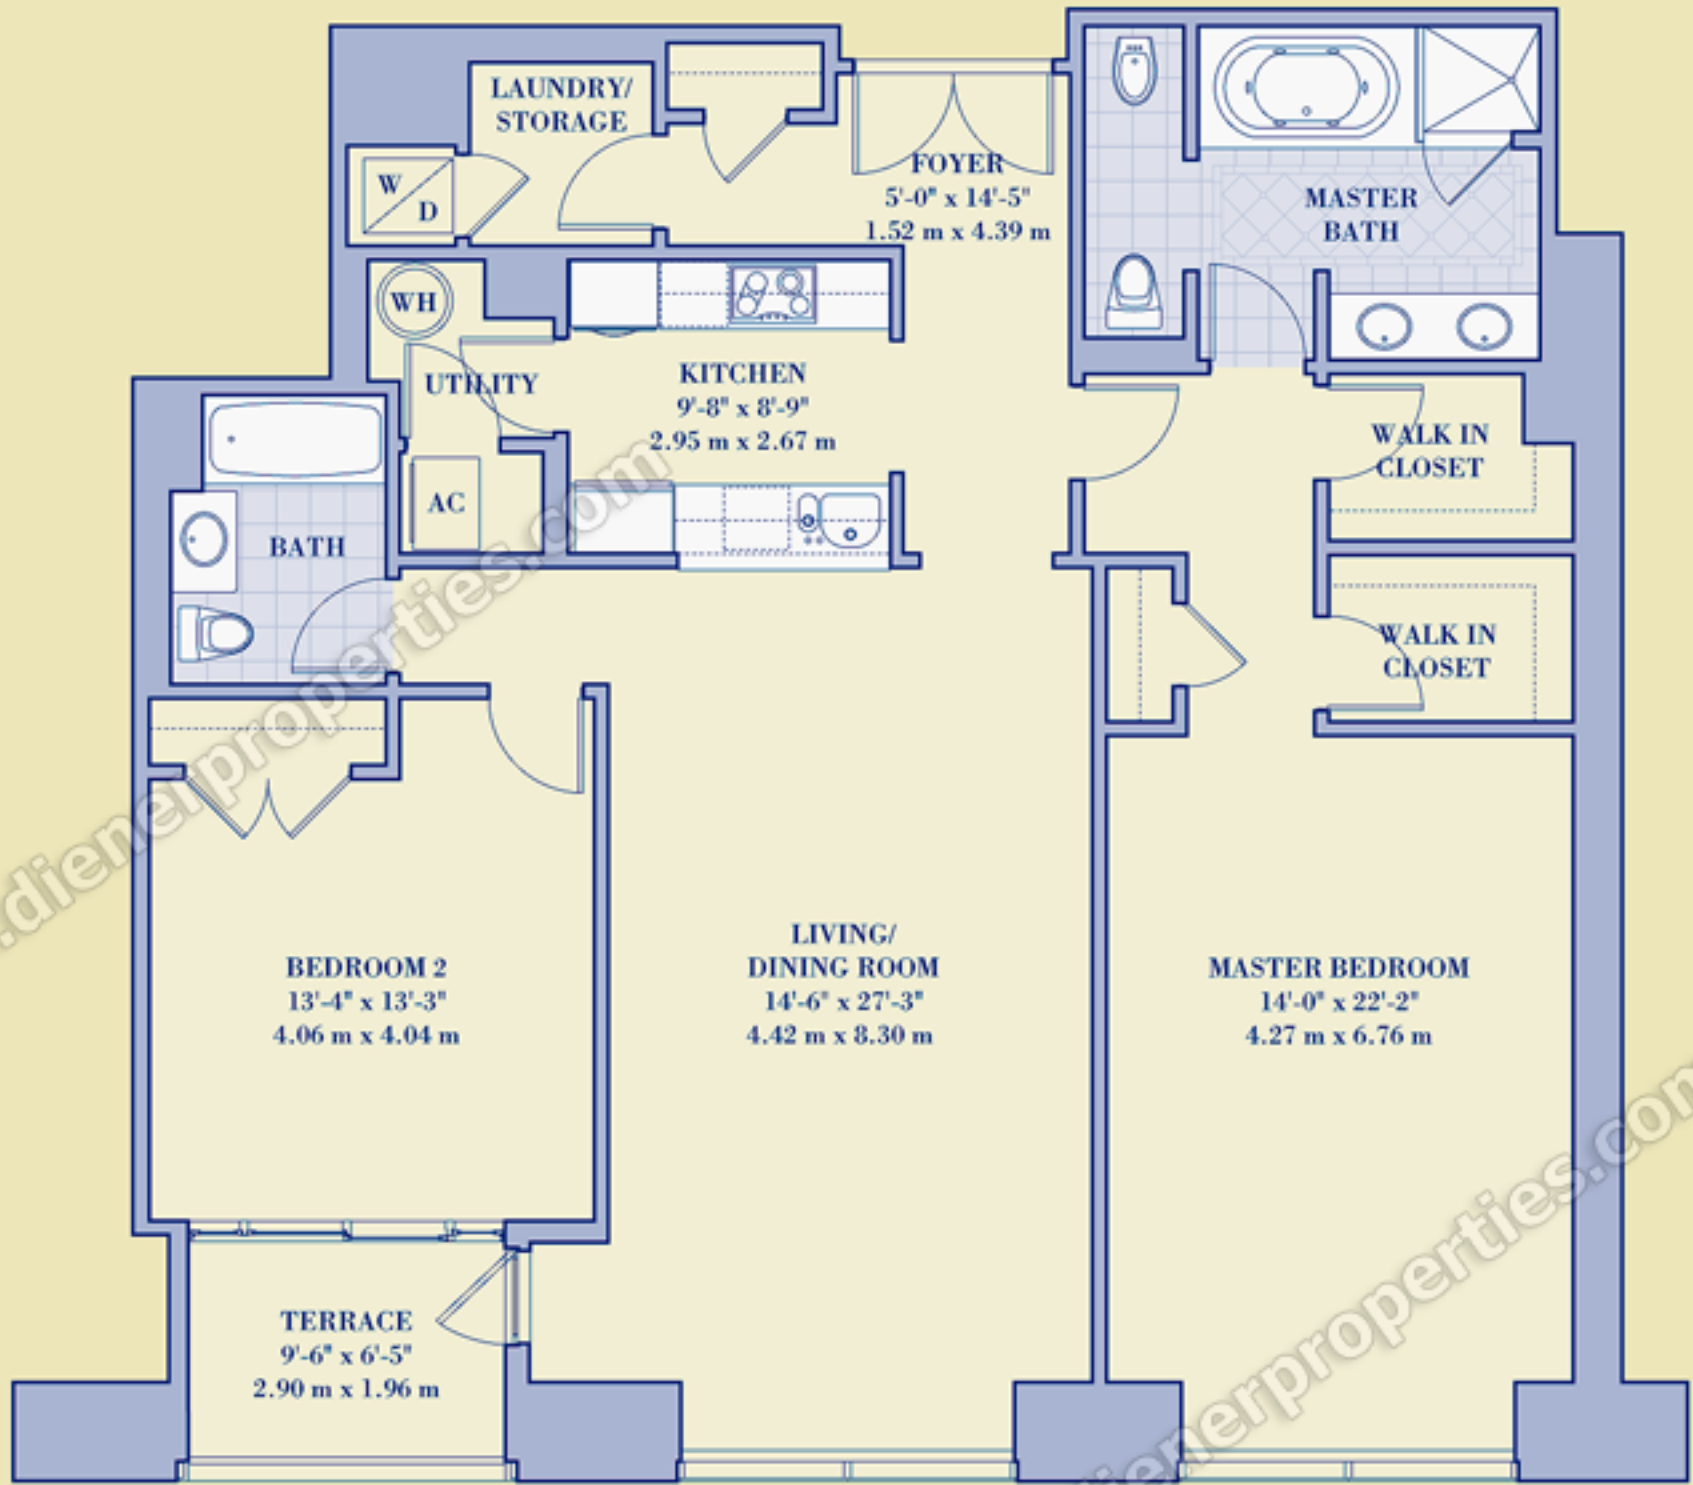 LAUNDRY/
STORAGE
W
D
FOYER
5'-0" x 14'-5"
1.52 m x 4.39 m
MASTER
BATH
WH
UTILITY
KITCHEN
9'-8" x 8'-9"
2.95 m x 2.67 m
WALK IN
CLOSET
AC
BATH
WALK IN
CLOSET
BEDROOM 2
13'-4" x 13'-3"
4.06 m x 4.04 m
LIVING/
DINING ROOM
14'-6" x 27'-3"
4.42 m x 8.30 m
MASTER BEDROOM
14'-0" x 22'-2"
4.27 m x 6.76 m
TERRACE
9'-6" x 6'-5"
2.90 m x 1.96 m
.dienerproperties.com
dienerproperties.com